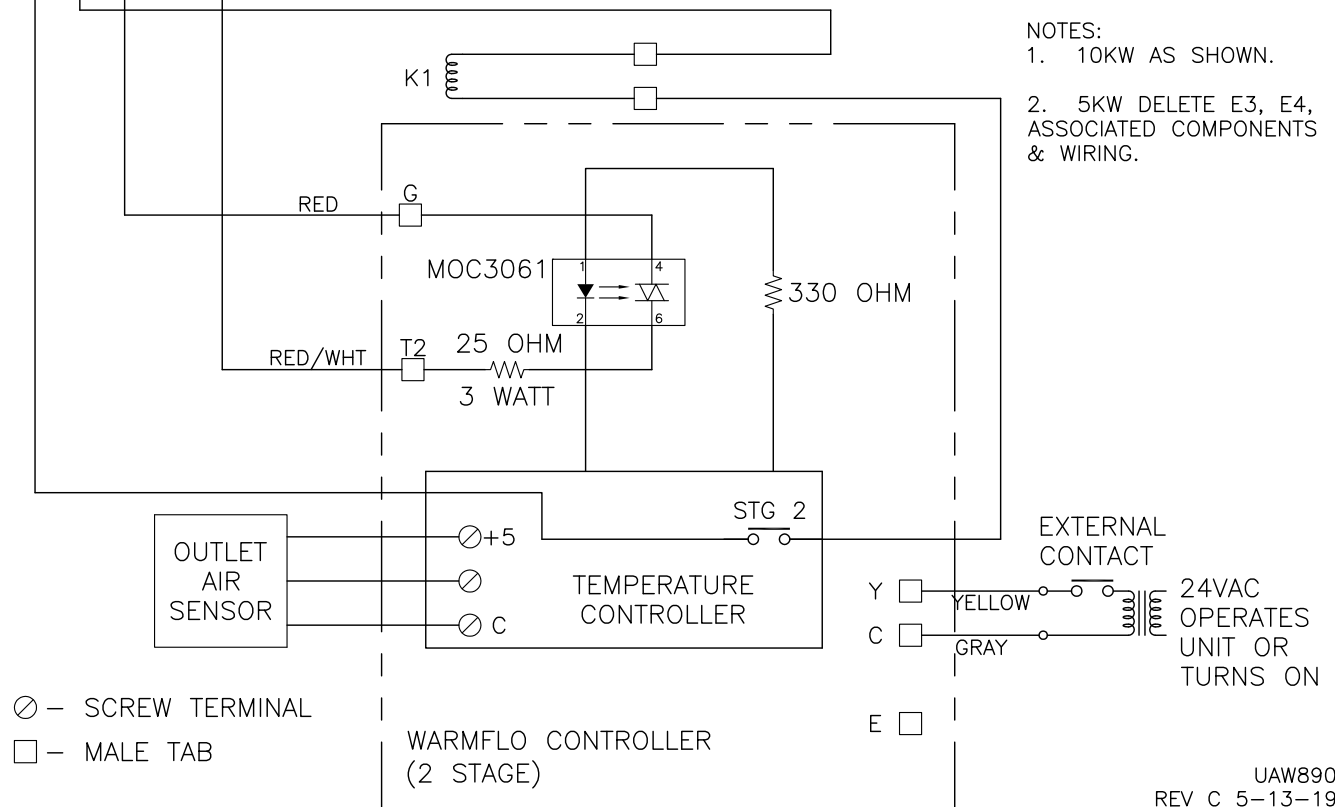 NOTES:
1. 10KW AS SHOWN.
2. 5KW DELETE E3, E4,
ASSOCIATED COMPONENTS
& WIRING.
K1
G
RED
MOC3061
1
4
2
6
330 OHM
T2
RED/WHT
25 OHM
3 WATT
STG 2
+5
C
TEMPERATURE
CONTROLLER
OUTLET
AIR
SENSOR
EXTERNAL
CONTACT
Y
YELLOW
C
GRAY
24VAC
OPERATES
UNIT OR
TURNS ON
E
– SCREW TERMINAL
– MALE TAB
WARMFLO CONTROLLER
(2 STAGE)
UAW890
REV C 5-13-19